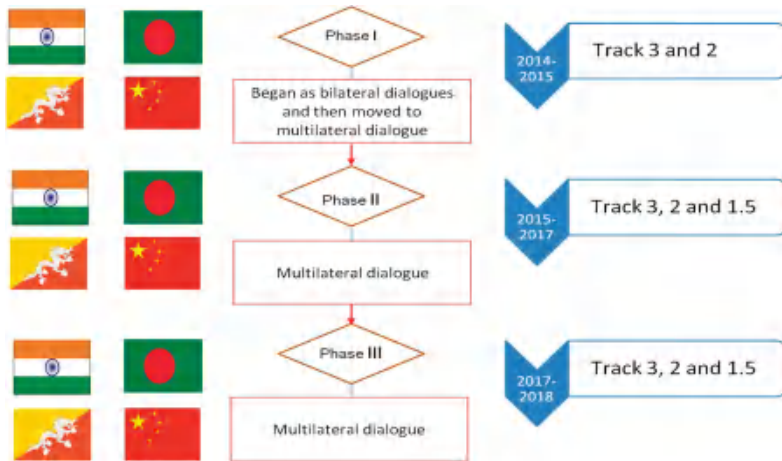 Phase I
Began as bilateral dialogues
and then moved to
multilateral dialogue
2014-
2015
Track 3 and 2
Phase II
Multilateral dialogue
2015-
2017
Track 3, 2 and 1.5
Phase III
Multilateral dialogue
2017-
2018
Track 3, 2 and 1.5